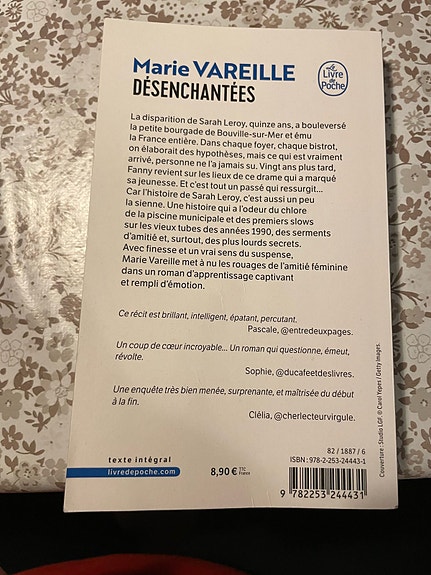 Marie VAREILLE
DÉSENCHANTÉES
Le
Livre
de
Poche
La disparition de Sarah Leroy, quinze ans, a bouleversé
la petite bourgade de Bouville-sur-Mer et ému
la France entière. Dans chaque foyer, chaque bistrot,
on élaborait des hypothèses, mais ce qui est vraiment
arrivé, personne ne l'a jamais su. Vingt ans plus tard,
Fanny revient sur les lieux de ce drame qui a marqué
sa jeunesse. Et c'est tout un passé qui ressurgit...
Car l'histoire de Sarah Leroy, c'est aussi un peu
la sienne. Une histoire qui a l'odeur du chlore
de la piscine municipale et des premiers slows
sur les vieux tubes des années 1990, des serments
d'amitié et, surtout, des plus lourds secrets.
Avec finesse et un vrai sens du suspense,
Marie Vareille met à nu les rouages de l'amitié féminine
dans un roman d'apprentissage captivant
et rempli d'émotion.
Ce récit est brillant, intelligent, épatant, percutant.
Pascale, @entredeuxpages.
Un coup de cœur incroyable... Un roman qui questionne, émeut,
révolte.
Sophie, @ducafeetdeslivres.
Une enquête très bien menée, surprenante, et maîtrisée du début
à la fin.
Clélia, @cherlecteurvirgule.
Couverture : Studio LGF. © Carol Yepes / Getty Images.
texte intégral
livredepoche.com
8,90 € TTC
France
82 / 1887 / 6
ISBN : 978-2-253-24443-1
9 782253 244431